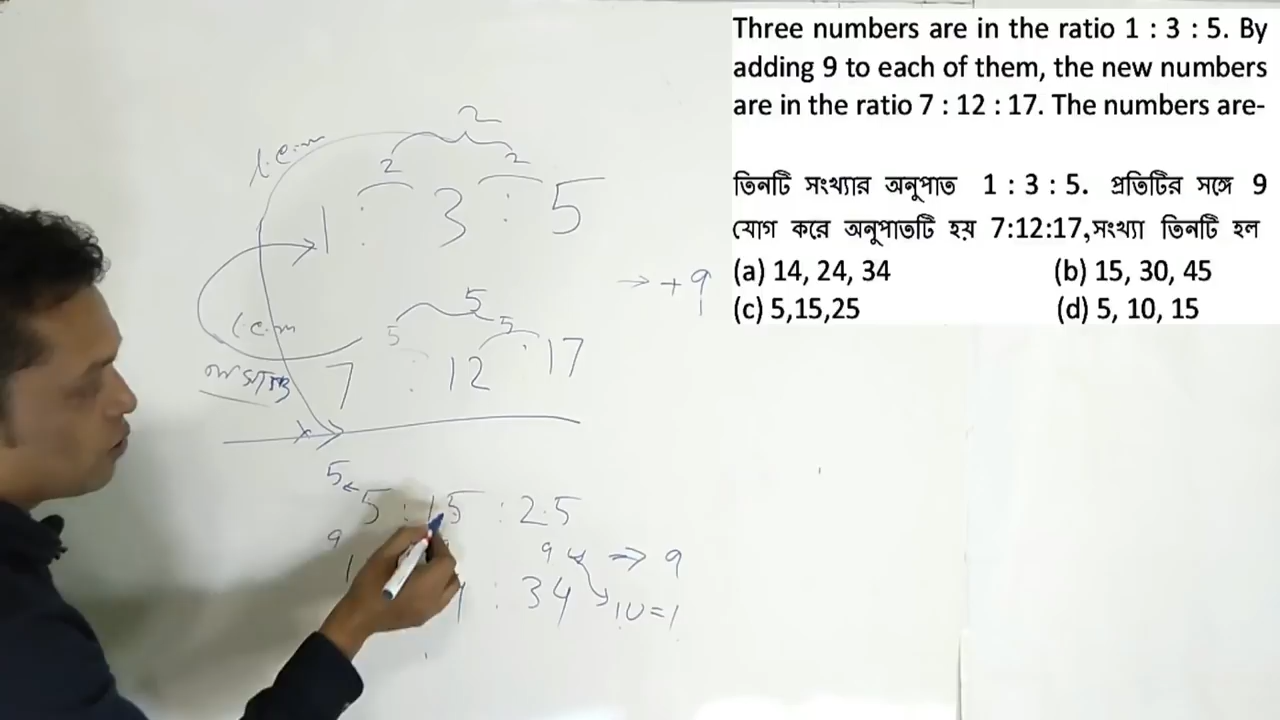 Three numbers are in the ratio 1 : 3 : 5. By
adding 9 to each of them, the new numbers
are in the ratio 7 : 12 : 17. The numbers are-
তিনটি সংখ্যার অনুপাত 1 : 3 : 5. প্রতিটির সঙ্গে 9
যোগ করে অনুপাতটি হয় 7:12:17,সংখ্যা তিনটি হল
(a) 14, 24, 34 (b) 15, 30, 45
(c) 5,15,25 (d) 5, 10, 15
2
l.c.m
2 2
1 : 3 : 5
→ + 9
5
l.c.m 5 5
7 : 12 : 17
5
5 : 15 : 25
9 9 → 9
: 34 10=1